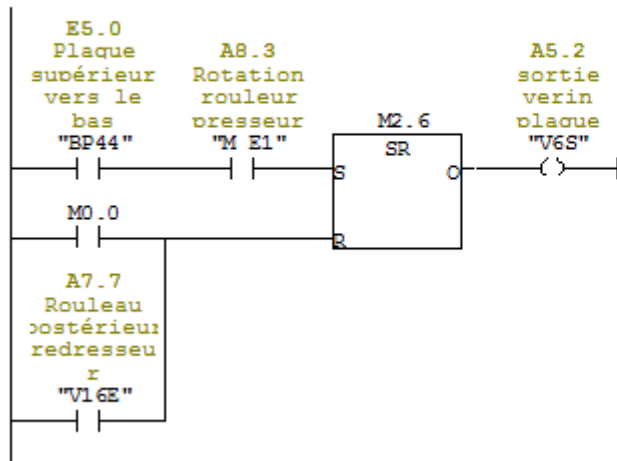 E5.0
Plaque
supérieur
vers le
bas
"BP44"
A8.3
Rotation
rouleur
presseur
"M E1"
M2.6
SR
S
Q
R
A5.2
sortie
verin
plaque
"V6S"
M0.0
A7.7
Rouleau
postérieur
redresseu
r
"V16E"